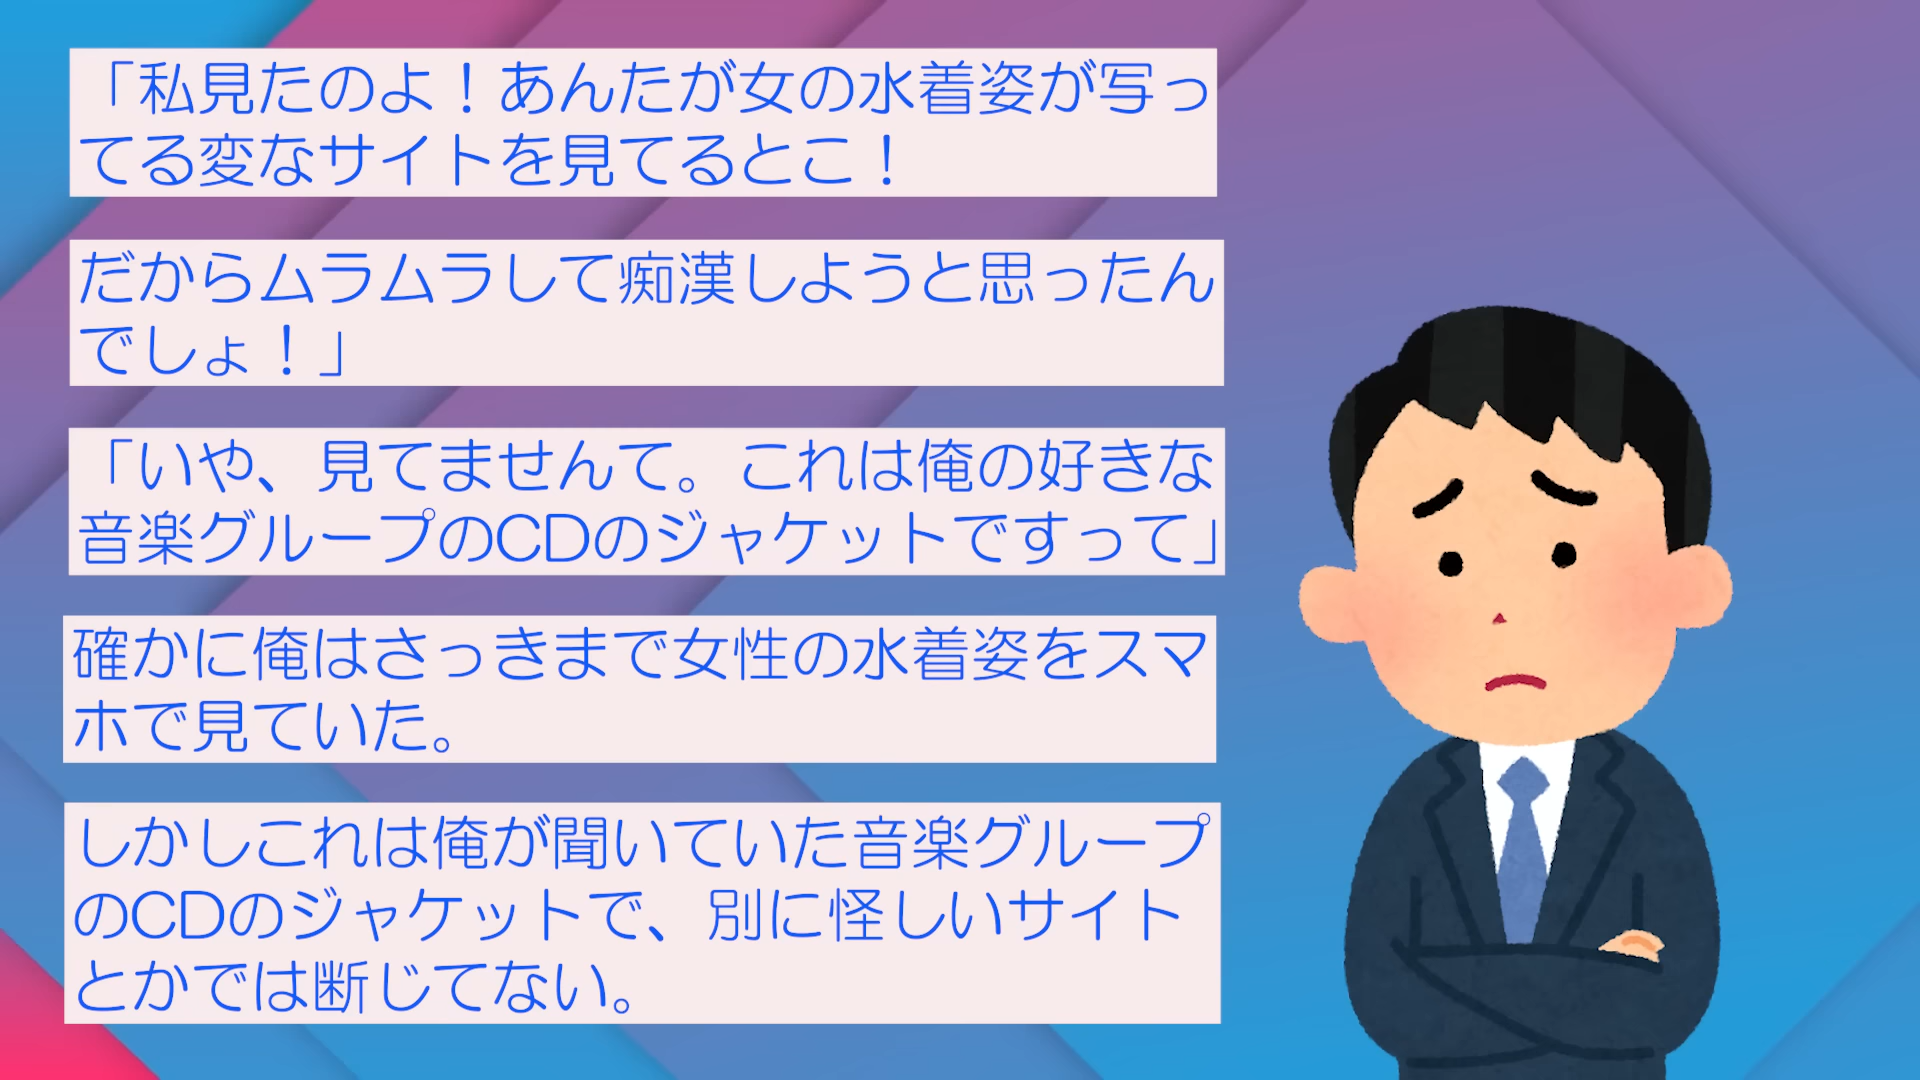 「私見たのよ！あんたが女の水着姿が写っ
てる変なサイトを見てるとこ！
だからムラムラして痴漢しようと思ったん
でしょ！」
「いや、見てませんて。これは俺の好きな
音楽グループのCDのジャケットですって」
確かに俺はさっきまで女性の水着姿をスマ
ホで見ていた。
しかしこれは俺が聞いていた音楽グループ
のCDのジャケットで、別に怪しいサイト
とかでは断じてない。